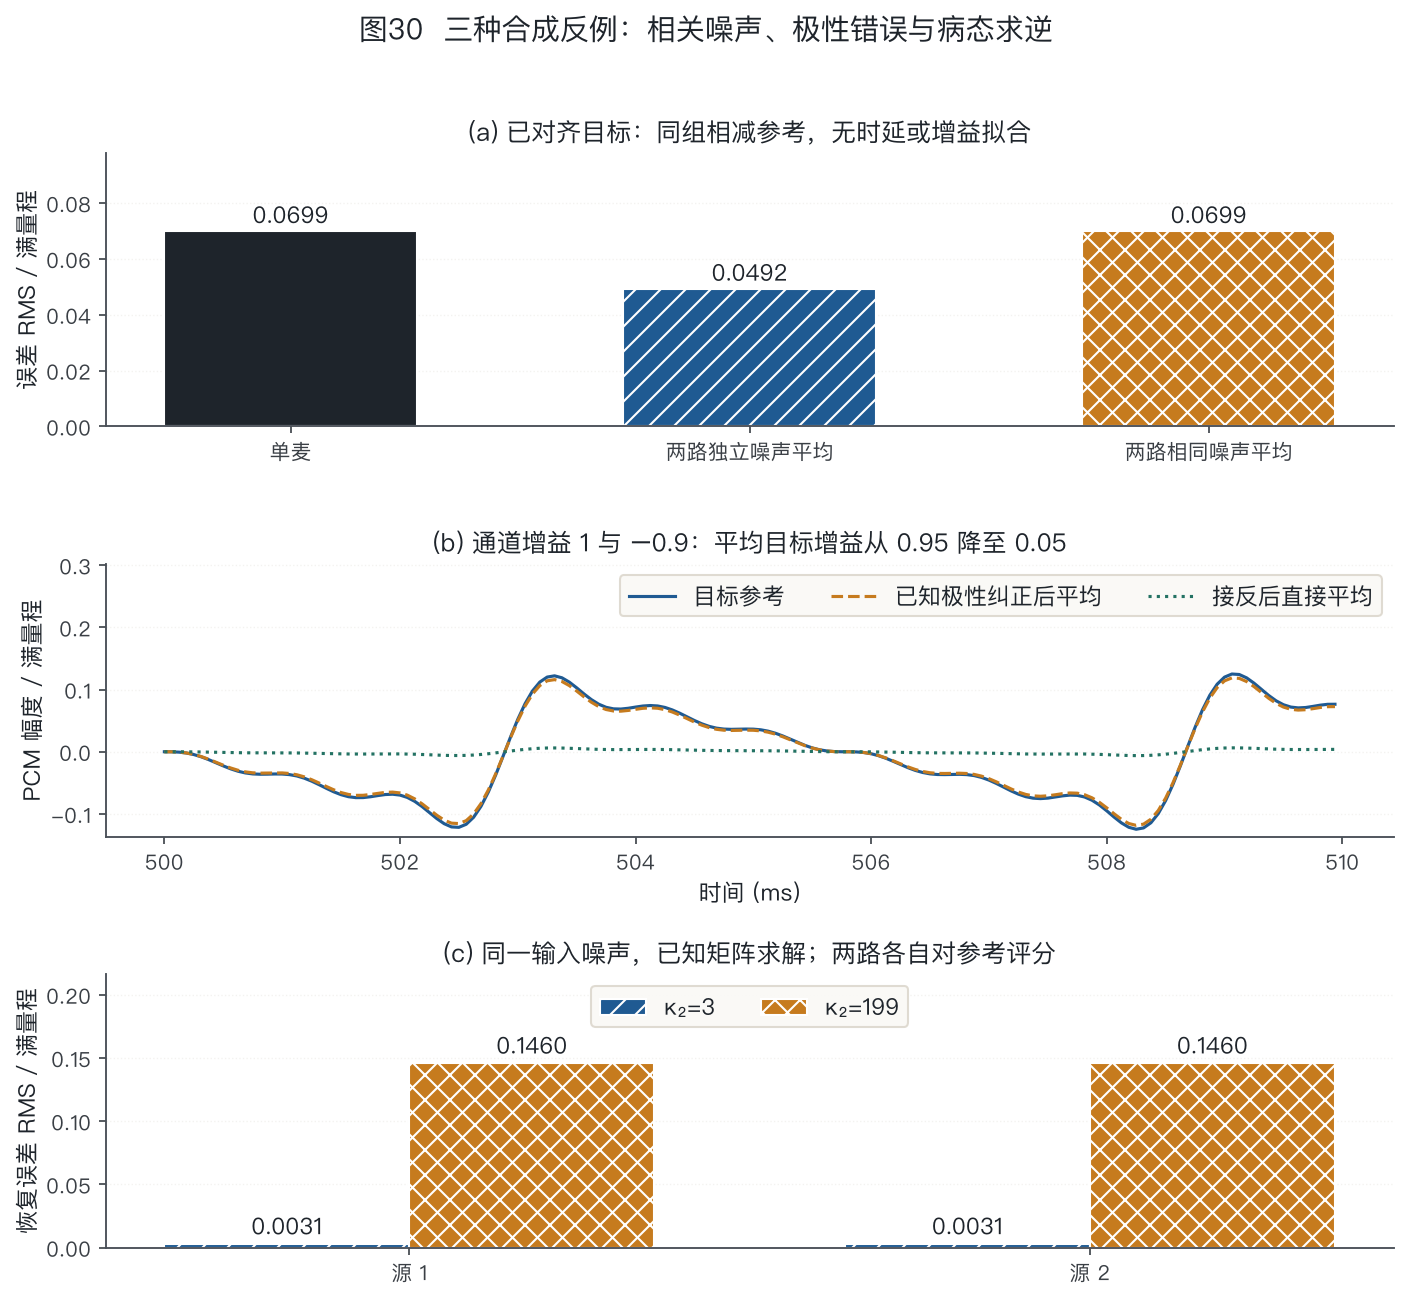 图30 三种合成反例：相关噪声、极性错误与病态求逆
(a) 已对齐目标：同组相减参考，无时延或增益拟合
误差 RMS / 满量程
0.08
0.06
0.04
0.02
0.00
0.0699
0.0492
0.0699
单麦
两路独立噪声平均
两路相同噪声平均
(b) 通道增益 1 与 −0.9：平均目标增益从 0.95 降至 0.05
PCM 幅度 / 满量程
0.3
0.2
0.1
0.0
−0.1
目标参考
已知极性纠正后平均
接反后直接平均
500
502
504
506
508
510
时间 (ms)
(c) 同一输入噪声，已知矩阵求解；两路各自对参考评分
恢复误差 RMS / 满量程
0.20
0.15
0.10
0.05
0.00
κ₂=3
κ₂=199
0.0031
0.1460
0.0031
0.1460
源 1
源 2